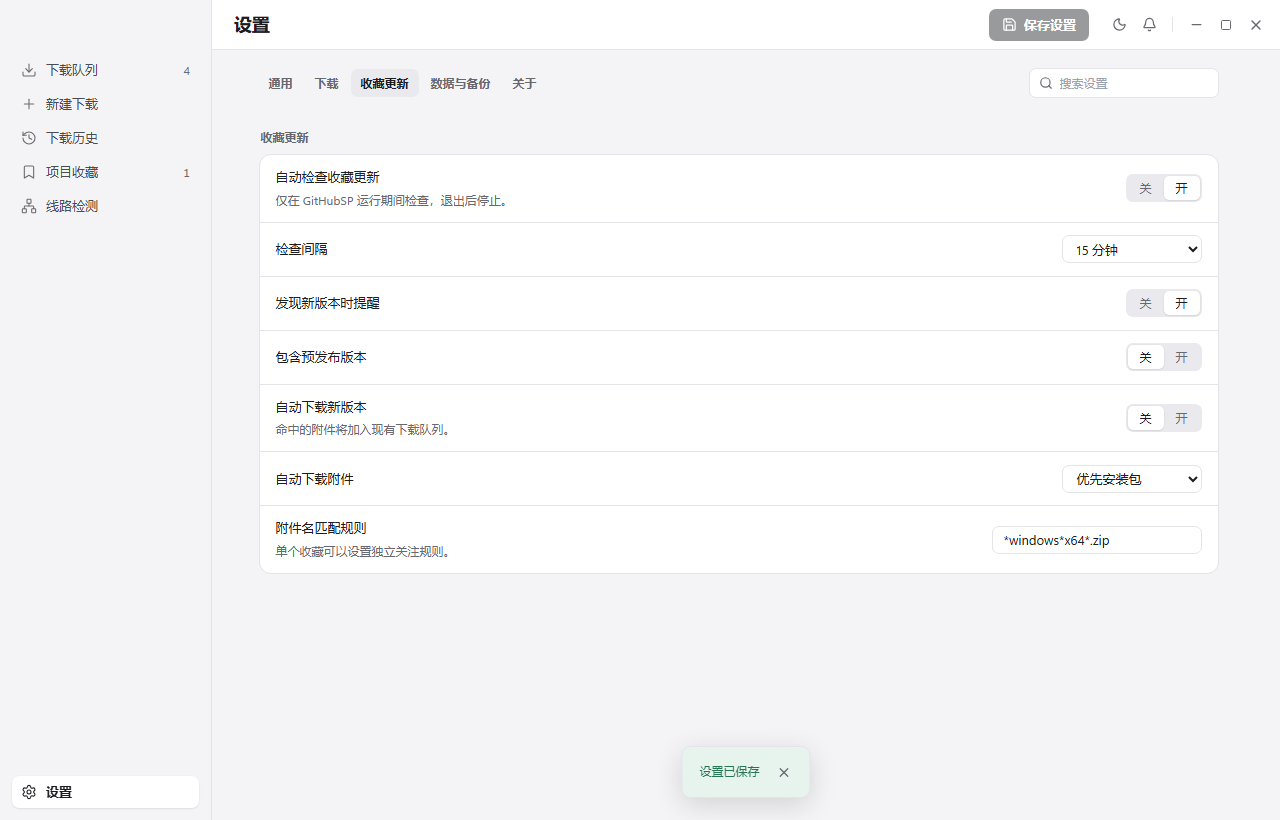 设置
保存设置
下载队列 4
新建下载
下载历史
项目收藏 1
线路检测
设置
通用 下载 收藏更新 数据与备份 关于
搜索设置
收藏更新
自动检查收藏更新
仅在 GitHubSP 运行期间检查，退出后停止。
关 开
检查间隔
15 分钟
发现新版本时提醒
关 开
包含预发布版本
关 开
自动下载新版本
命中的附件将加入现有下载队列。
关 开
自动下载附件
优先安装包
附件名匹配规则
单个收藏可以设置独立关注规则。
*windows*x64*.zip
设置已保存